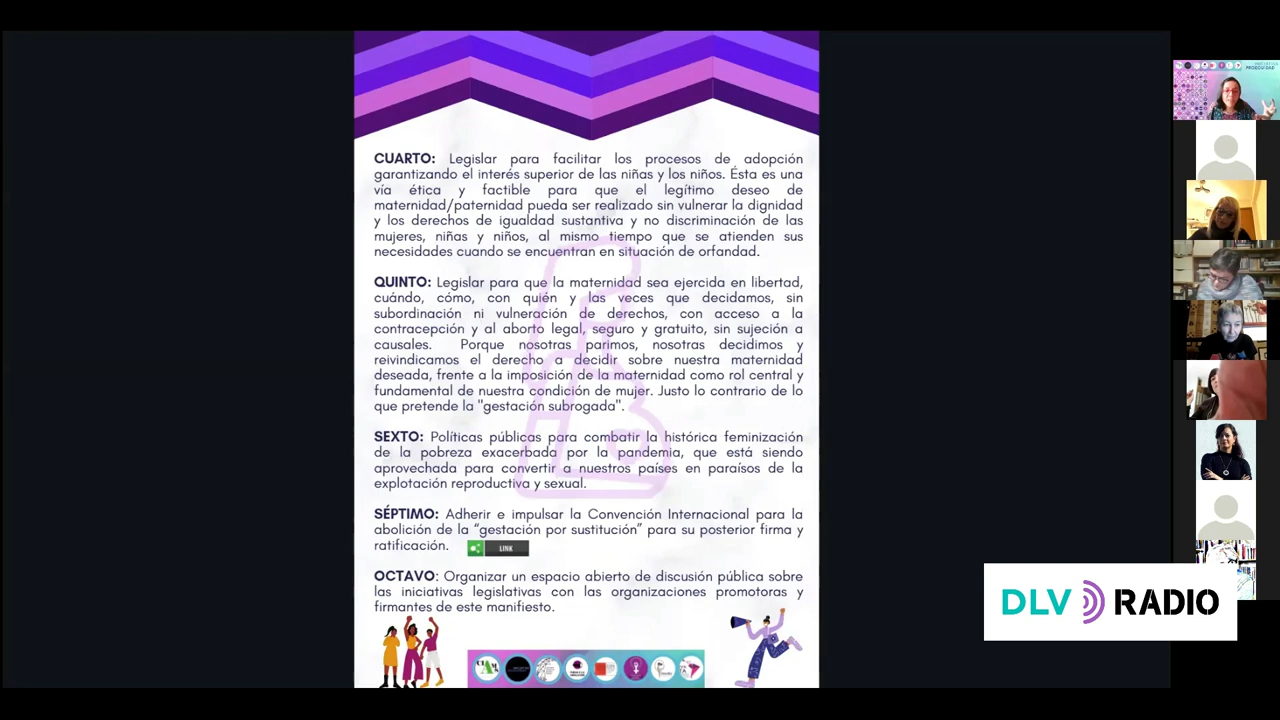 CUARTO: Legislar para facilitar los procesos de adopción
garantizando el interés superior de las niñas y los niños. Ésta es una
vía ética y factible para que el legítimo deseo de
maternidad/paternidad pueda ser realizado sin vulnerar la dignidad
y los derechos de igualdad sustantiva y no discriminación de las
mujeres, niñas y niños, al mismo tiempo que se atienden sus
necesidades cuando se encuentran en situación de orfandad.
QUINTO: Legislar para que la maternidad sea ejercida en libertad,
cuándo, cómo, con quién y las veces que decidamos, sin
subordinación ni vulneración de derechos, con acceso a la
contracepción y al aborto legal, seguro y gratuito, sin sujeción a
causales. Porque nosotras parimos, nosotras decidimos y
reivindicamos el derecho a decidir sobre nuestra maternidad
deseada, frente a la imposición de la maternidad como rol central y
fundamental de nuestra condición de mujer. Justo lo contrario de lo
que pretende la "gestación subrogada".
SEXTO: Políticas públicas para combatir la histórica feminización
de la pobreza exacerbada por la pandemia, que está siendo
aprovechada para convertir a nuestros países en paraísos de la
explotación reproductiva y sexual.
SÉPTIMO: Adherir e impulsar la Convención Internacional para la
abolición de la “gestación por sustitución” para su posterior firma y
ratificación.
LINK
OCTAVO: Organizar un espacio abierto de discusión pública sobre
las iniciativas legislativas con las organizaciones promotoras y
firmantes de este manifiesto.
DLV RADIO